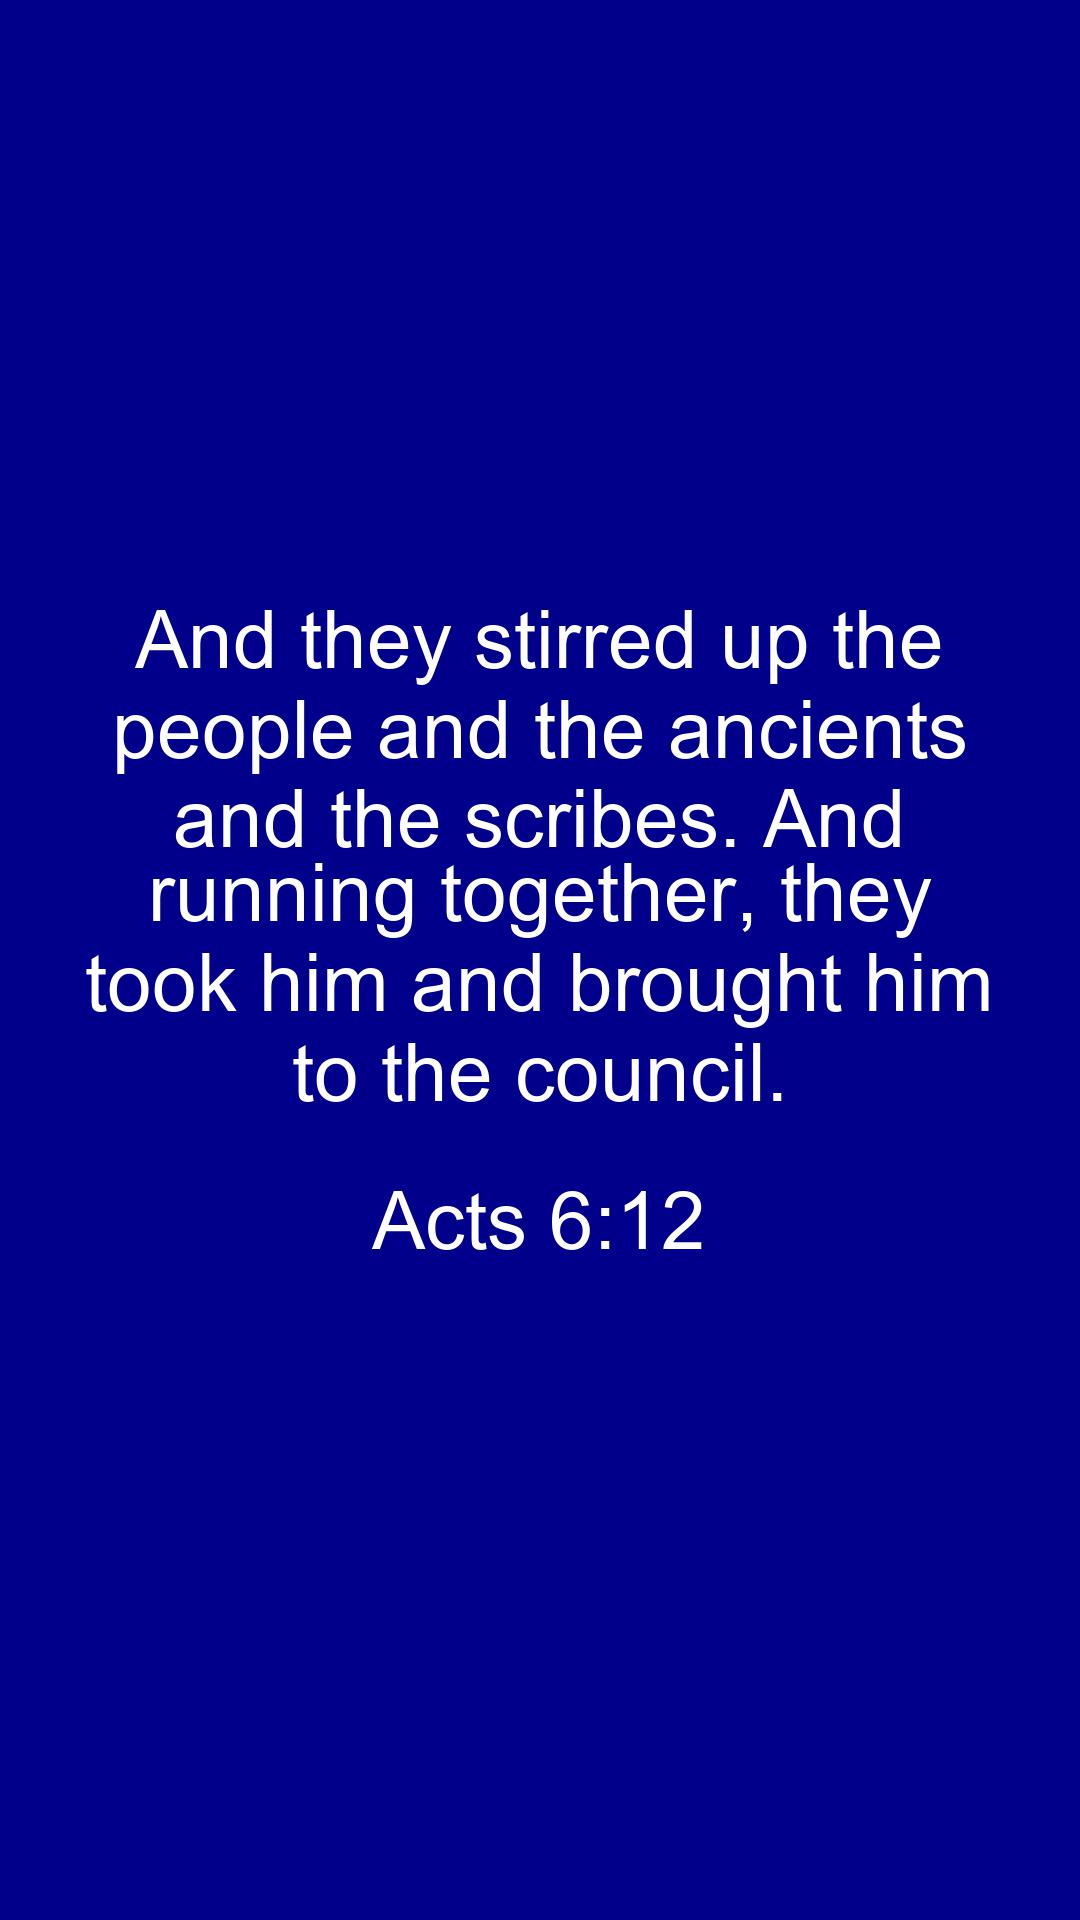 And they stirred up the
people and the ancients
and the scribes. And
running together, they
took him and brought him
to the council.
Acts 6:12